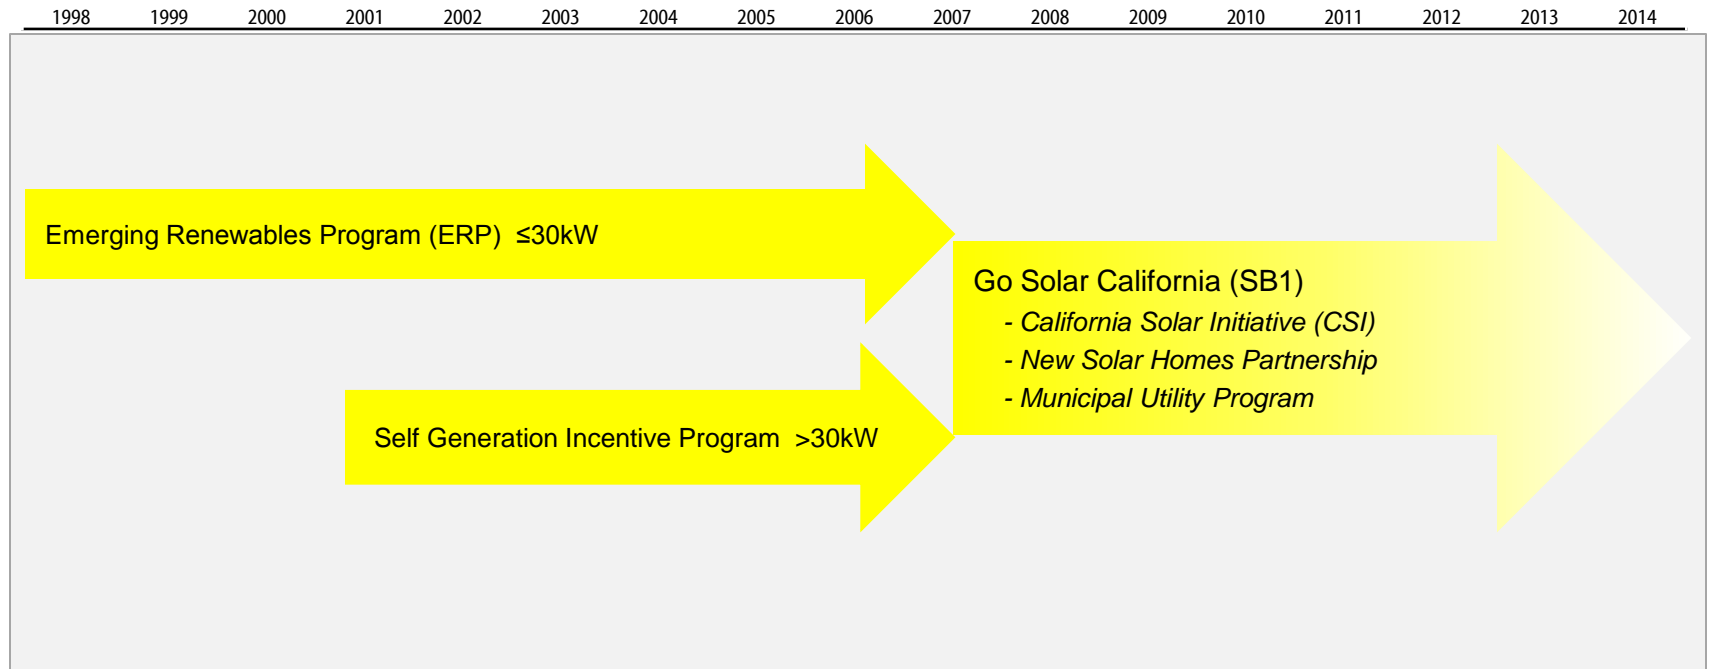 1998 1999 2000 2001 2002 2003 2004 2005 2006 2007 2008 2009 2010 2011 2012 2013 2014
Emerging Renewables Program (ERP) ≤30kW
Go Solar California (SB1)
- California Solar Initiative (CSI)
- New Solar Homes Partnership
- Municipal Utility Program
Self Generation Incentive Program >30kW